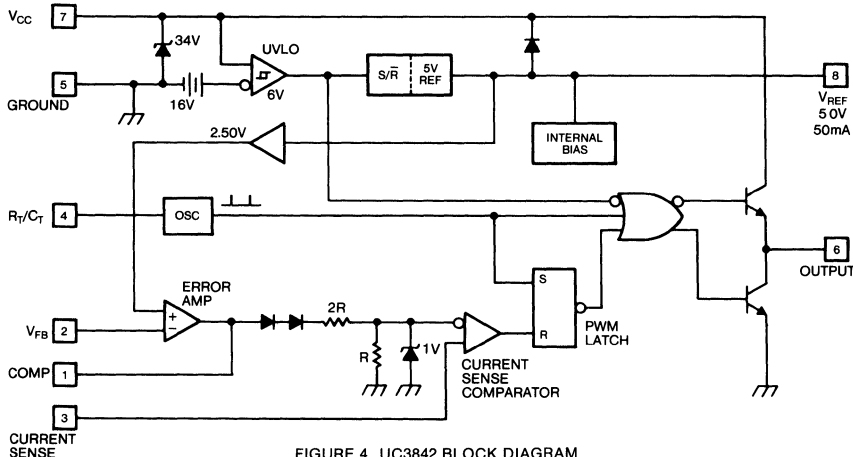 VCC 7
34V
UVLO
5
GROUND
16V
6V
S/R̅
5V
REF
8
VREF
5 0V
50mA
INTERNAL
BIAS
2.50V
RT/CT 4
OSC
6
OUTPUT
ERROR
AMP
+
−
VFB 2
2R
R
1V
S
R
PWM
LATCH
COMP 1
CURRENT
SENSE
COMPARATOR
3
CURRENT
SENSE
FIGURE 4. UC3842 BLOCK DIAGRAM